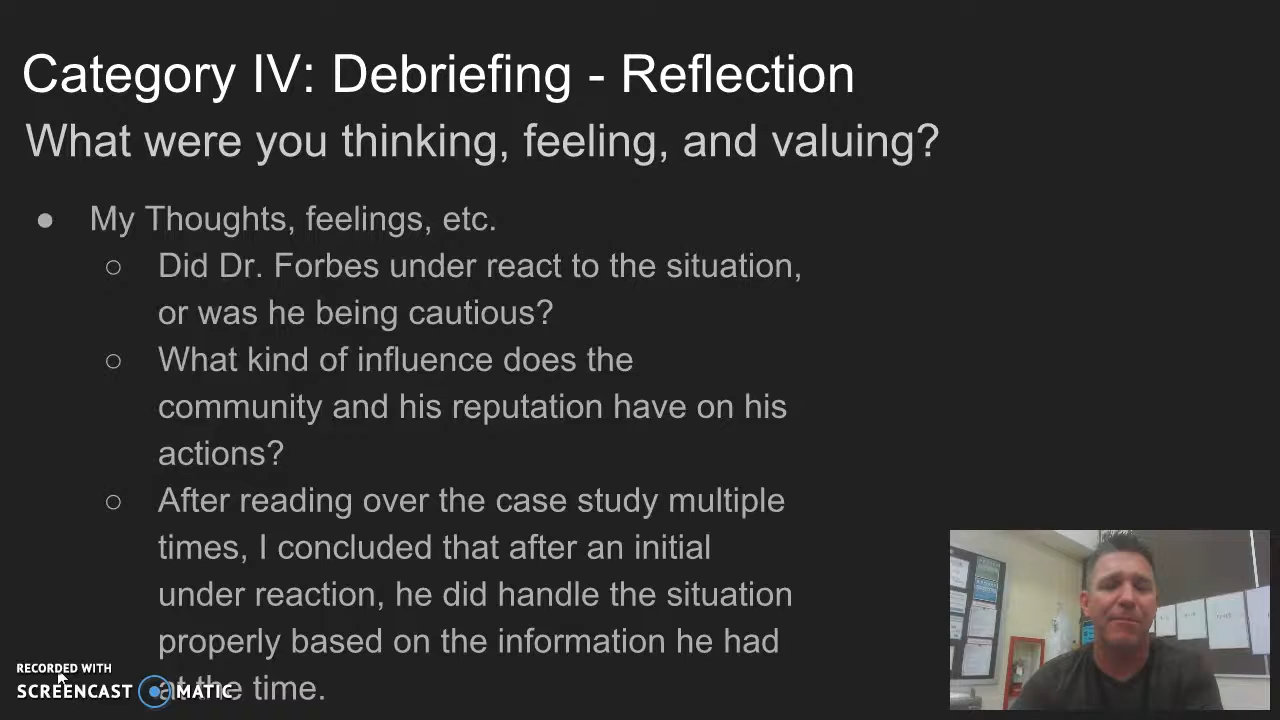 Category IV: Debriefing - Reflection
What were you thinking, feeling, and valuing?
● My Thoughts, feelings, etc.
○ Did Dr. Forbes under react to the situation,
or was he being cautious?
○ What kind of influence does the
community and his reputation have on his
actions?
○ After reading over the case study multiple
times, I concluded that after an initial
under reaction, he did handle the situation
properly based on the information he had
at the time.
RECORDED WITH
SCREENCAST MATIC